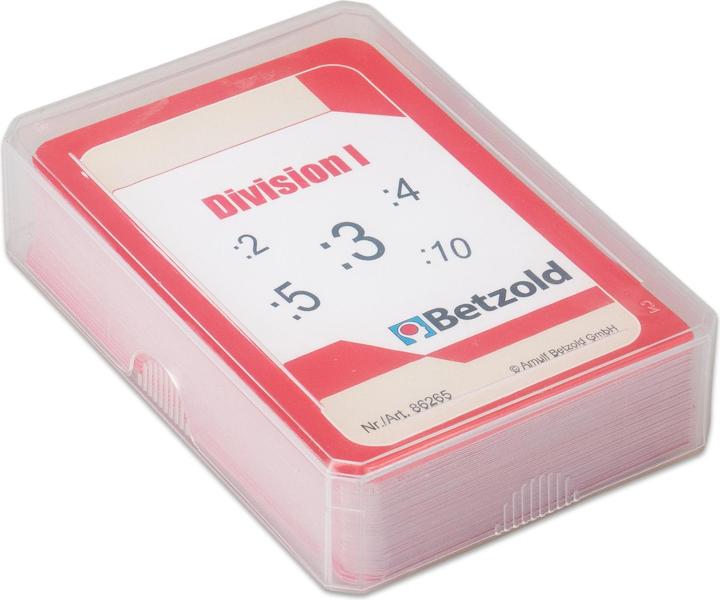 Division I
:4
:2
:3
:10
:5
Betzold
© Arnulf Betzold GmbH
Nr./Art. 86265